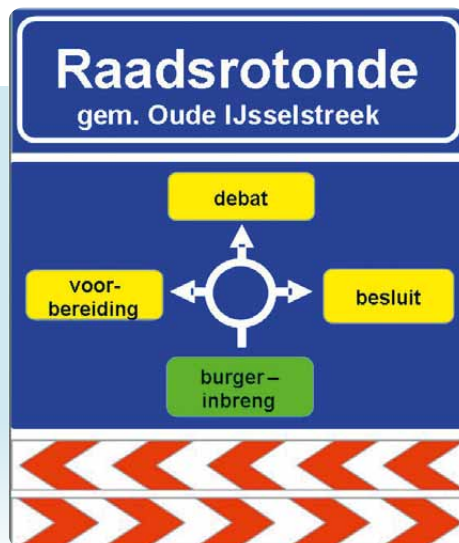 Raadsrotonde
gem. Oude IJsselstreek
debat
voor-
bereiding
besluit
burger–
inbreng